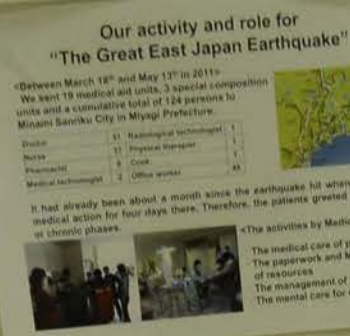 Our activity and role for
"The Great East Japan Earthquake"
<Between March 18th and May 13th in 2011>
We sent 19 medical aid units, 3 special composition
units and a cumulative total of 124 persons to
Minami Sanriku City in Miyagi Prefecture.
Doctor 31 Radiological technologist 1
Nurse Physical therapist
Pharmacist Cook
Medical technologist 2 Office worker
It had already been about a month since the earthquake hit when
medical action for four days there. Therefore, the patients greeted
or chronic phases.
<The activities by Medic
The medical care of p
The paperwork and M
of resources
The management of
The mental care for